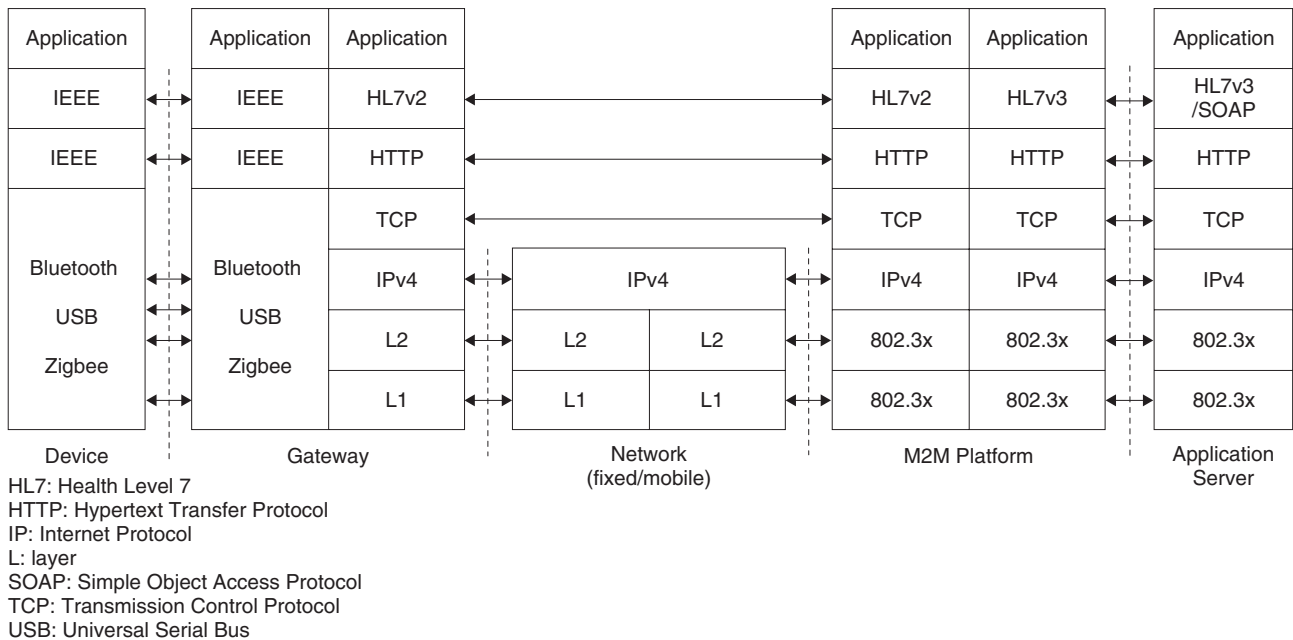 Application Application Application Application Application Application
IEEE IEEE HL7v2 HL7v2 HL7v3 HL7v3
/SOAP
IEEE IEEE HTTP HTTP HTTP HTTP
TCP TCP TCP TCP
Bluetooth Bluetooth IPv4 IPv4 IPv4 IPv4 IPv4
USB USB
L2 L2 L2 802.3x 802.3x 802.3x
Zigbee Zigbee
L1 L1 L1 802.3x 802.3x 802.3x
Device Gateway Network M2M Platform Application
(fixed/mobile) Server
HL7: Health Level 7
HTTP: Hypertext Transfer Protocol
IP: Internet Protocol
L: layer
SOAP: Simple Object Access Protocol
TCP: Transmission Control Protocol
USB: Universal Serial Bus